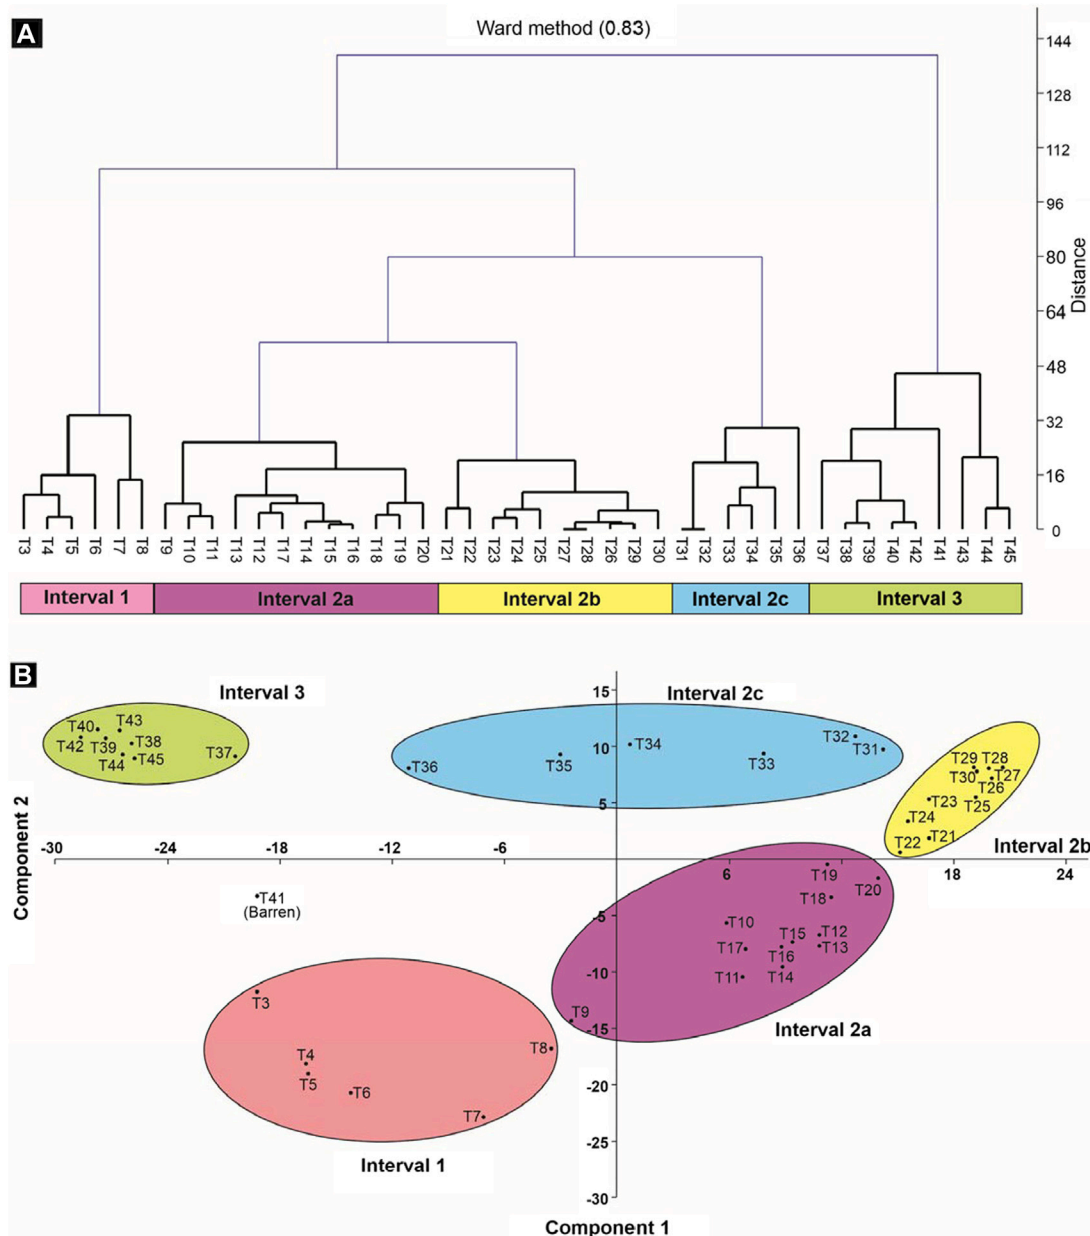 A
Ward method (0.83)
144
128
112
96
80
64
48
32
16
0
Distance
T3 T4 T5 T6 T7 T8 T9 T10 T11 T13 T12 T17 T14 T15 T16 T18 T19 T20 T21 T22 T23 T24 T25 T27 T28 T26 T29 T30 T31 T32 T33 T34 T35 T36 T37 T38 T39 T40 T42 T41 T43 T44 T45
Interval 1 Interval 2a Interval 2b Interval 2c Interval 3
B
Interval 3
Interval 2c
15
T40 T43
T42 T39 T38
T44 T45 T37
10
T36 T35 T34 T33 T32 T31
5
T29 T28
T30 T27
T26
T23 T25
T24
T22 T21
Interval 2b
Component 2
-30 -24 -18 -12 -6 6 18 24
T41
(Barren)
T19
T20
T18
-5
T10
T15 T12
T17 T16 T13
T11 T14
-10
T9
-15
Interval 2a
T3
T8
T4
T5
T6
T7
-20
-25
Interval 1
-30
Component 1